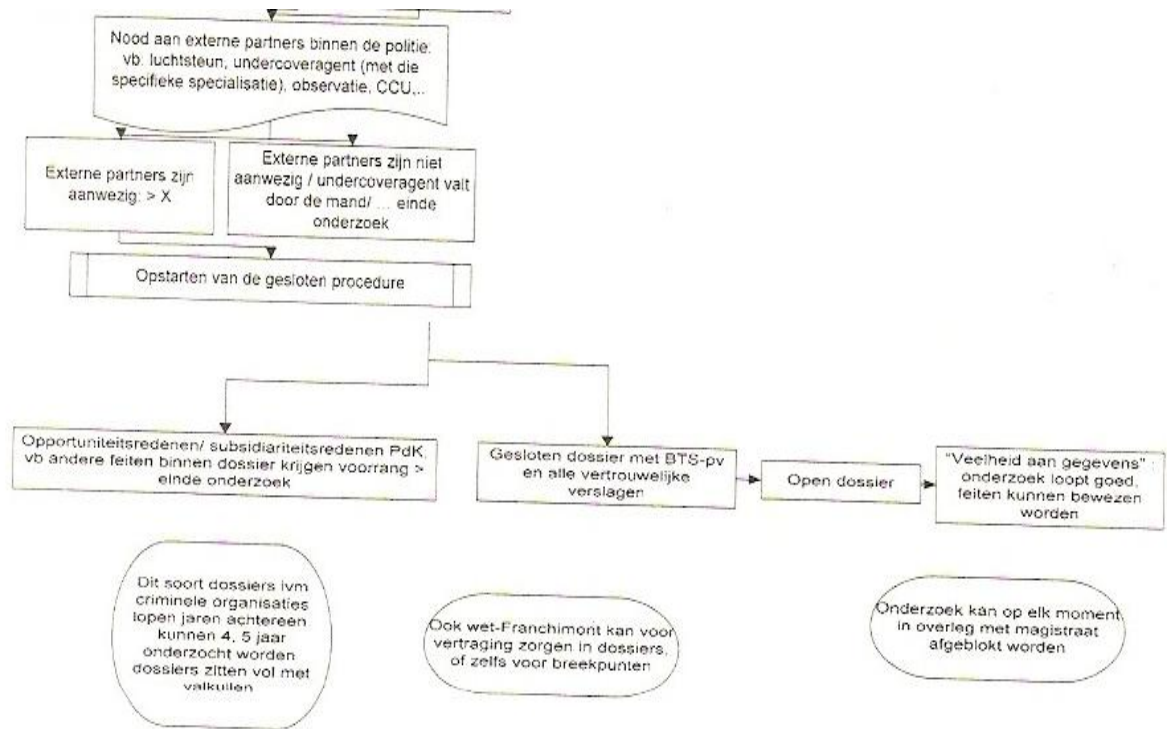 Nood aan externe partners binnen de politie:
vb. luchtsteun, undercoveragent (met die
specifieke specialisatie), observatie, CCU,..
Externe partners zijn
aanwezig: > X
Externe partners zijn niet
aanwezig / undercoveragent valt
door de mand/ ... einde
onderzoek
Opstarten van de gesloten procedure
Opportuniteitsredenen/ subsidiariteitsredenen PdK,
vb andere feiten binnen dossier krijgen voorrang >
einde onderzoek
Gesloten dossier met BTS-pv
en alle vertrouwelijke
verslagen
Open dossier
"Veelheid aan gegevens" :
onderzoek loopt goed,
feiten kunnen bewezen
worden
Dit soort dossiers ivm
criminele organisaties
lopen jaren achtereen
kunnen 4, 5 jaar
onderzocht worden
dossiers zitten vol met
valkuilen
Ook wet-Franchimont kan voor
vertraging zorgen in dossiers,
of zelfs voor breekpunten
Onderzoek kan op elk moment
in overleg met magistraat
afgeblokt worden